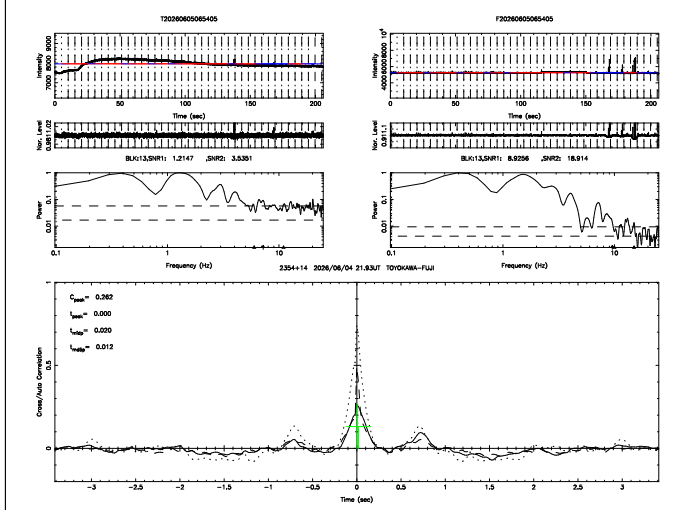 T20260605065405
F20260605065405
Intensity
7000 8000 9000
0 50 100 150 200
Time (sec)
Intensity
4000 6000 8000 10⁴
0 50 100 150 200
Time (sec)
Nor. Level
0.9811.02
Nor. Level
0.911.1
BLK:13,SNR1: 1.2147 ,SNR2: 3.5351
BLK:13,SNR1: 8.9256 ,SNR2: 18.914
Power
0.01 0.1 1
0.1 1 10
Frequency (Hz)
Power
0.01 0.1 1
0.1 1 10
Frequency (Hz)
2354+14 2026/06/04 21.93UT TOYOKAWA-FUJI
Cross/Auto Correlation
0 0.5 1
Cpeak= 0.262
tpeak= 0.000
tmidp= 0.020
0.012
−3 −2.5 −2 −1.5 −1 −0.5 0 0.5 1 1.5 2 2.5 3
Time (sec)